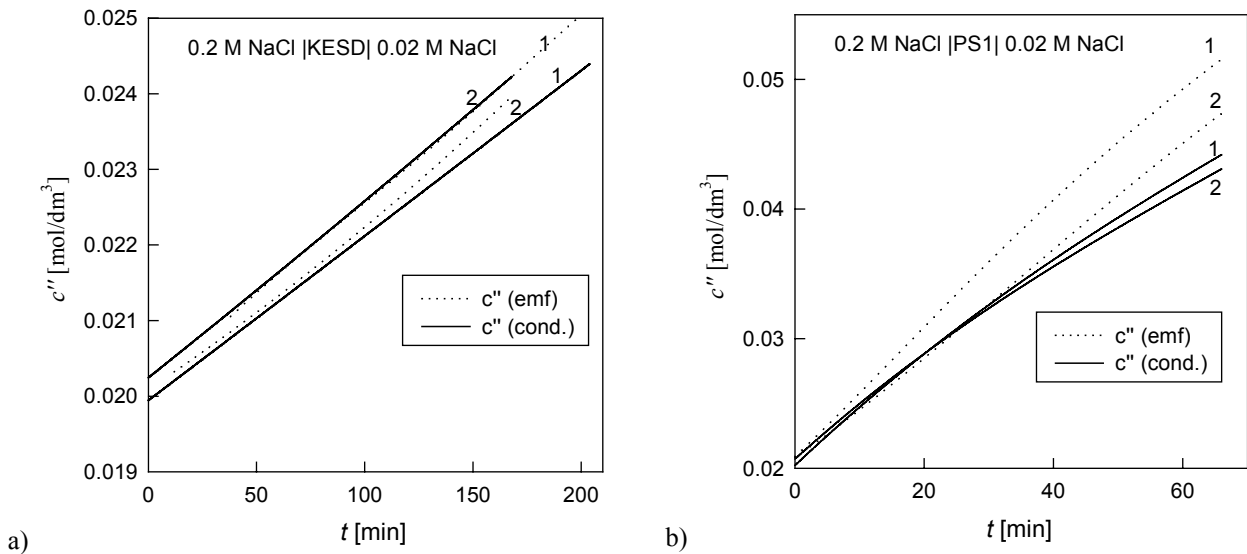 0.025
0.024
0.023
0.022
0.021
0.020
0.019
c'' [mol/dm³]
0.2 M NaCl |KESD| 0.02 M NaCl
1
2
1
2
c'' (emf)
c'' (cond.)
0
50
100
150
200
t [min]
a)
0.05
0.04
0.03
0.02
c'' [mol/dm³]
0.2 M NaCl |PS1| 0.02 M NaCl
1
2
1
2
c'' (emf)
c'' (cond.)
0
20
40
60
t [min]
b)